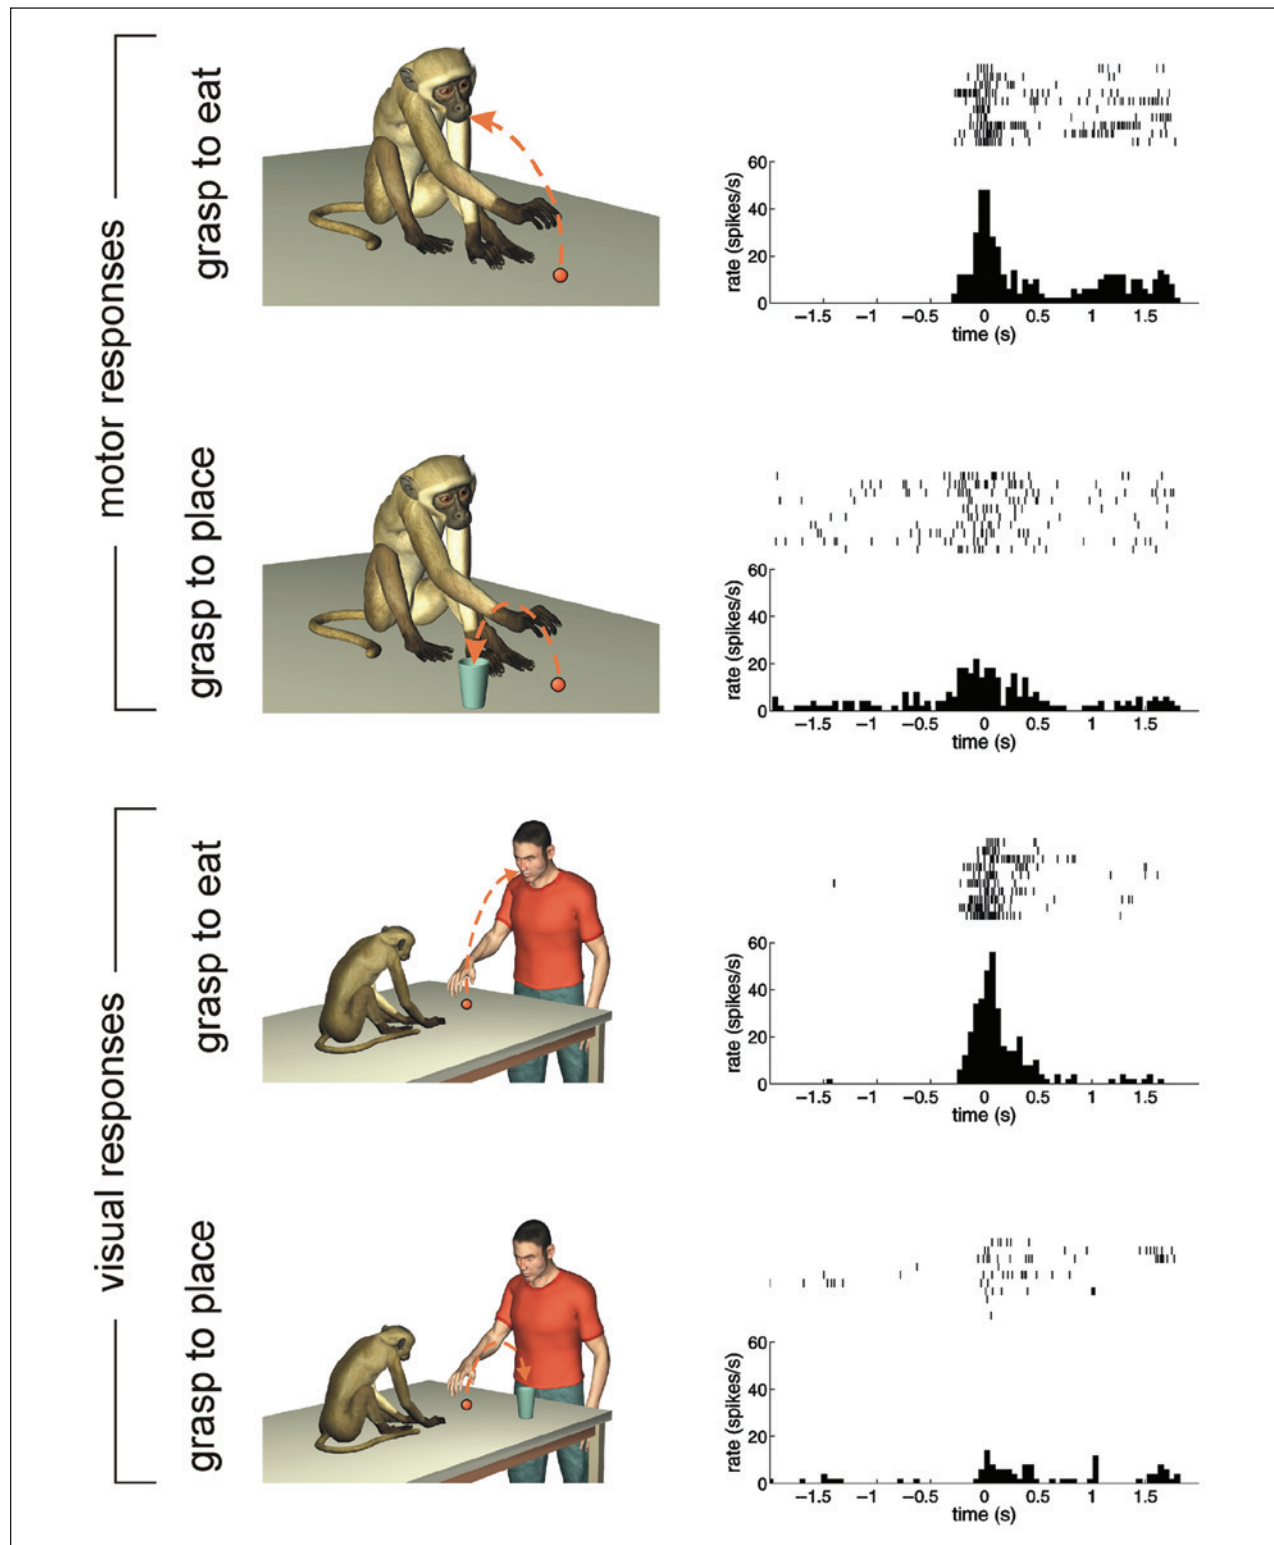 motor responses
grasp to eat
rate (spikes/s)
60
40
20
0
−1.5 −1 −0.5 0 0.5 1 1.5
time (s)
grasp to place
rate (spikes/s)
60
40
20
0
−1.5 −1 −0.5 0 0.5 1 1.5
time (s)
visual responses
grasp to eat
rate (spikes/s)
60
40
20
0
−1.5 −1 −0.5 0 0.5 1 1.5
time (s)
grasp to place
rate (spikes/s)
60
40
20
0
−1.5 −1 −0.5 0 0.5 1 1.5
time (s)